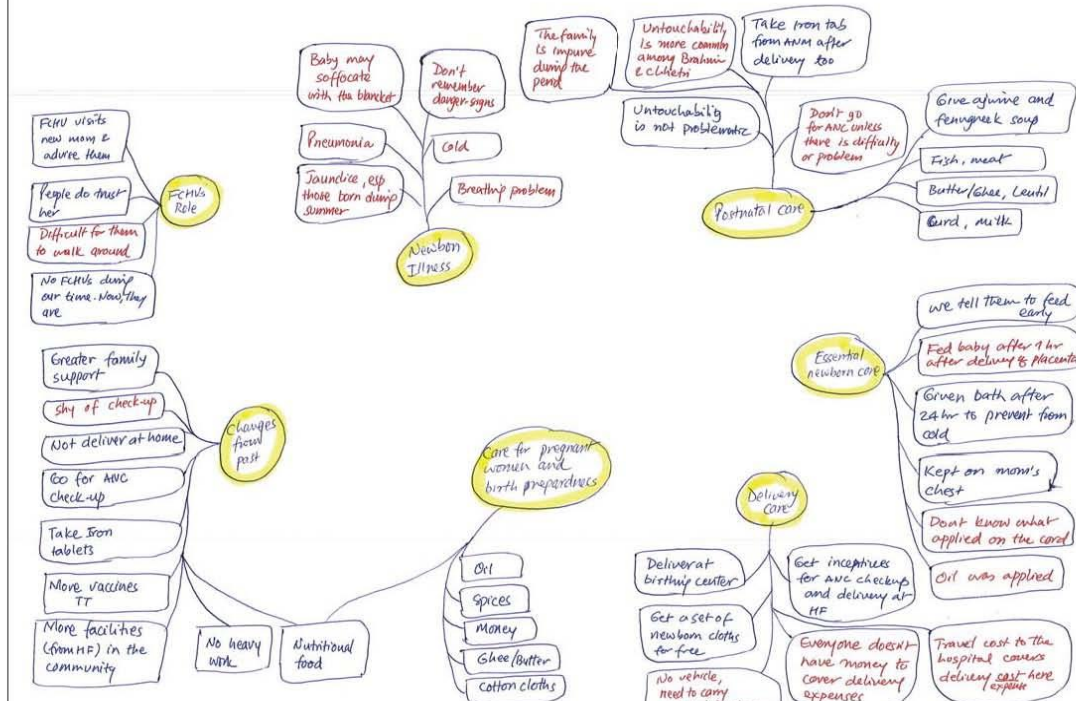 FCHV visits
new mom &
advise them
People do trust
her
Difficult for them
to walk around
No FCHVs during
our time. Now, they
are
FCHVs
Role
Baby may
soffocate
with the blancket
Don't
remember
danger-signs
Pneumonia
Cold
Jaundice, esp
those born during
summer
Breathing problem
Newborn
Illness
The family
is impure
during the
period
Untouchability
is more common
among Brahmin
& Chhetri
Take Iron tab
from ANM after
delivery too
Untouchability
is not problematic
Don't go
for ANC unless
there is difficulty
or problem
Give ajwine and
fenugreek soup
Fish, meat
Butter/Ghee, Lentil
Curd, milk
Postnatal care
Greater family
support
shy of check-up
Not deliver at home
Go for ANC
check-up
Take Iron
tablets
More vaccines
TT
More facilities
(from HF) in the
community
No heavy
work
Nutritional
food
Changes
from
past
Care for pregnant
women and
birth prepardness
Oil
Spices
Money
Ghee/Butter
Cotton cloths
we tell them to feed
early
Fed baby after 1 hr
after delivery of placenta
Given bath after
24 hr to prevent from
cold
Kept on mom's
chest
Don't know what
applied on the cord
Oil was applied
Essential
newborn care
Delivery
care
Deliver at
birthing center
Get a set of
newborn cloths
for free
No vehicle,
need to carry
Get inceptives
for ANC checkups
and delivery at
HF
Everyone doesn't
have money to
cover delivery
expenses
Travel cost to the
hospital covers
delivery cost here
expense